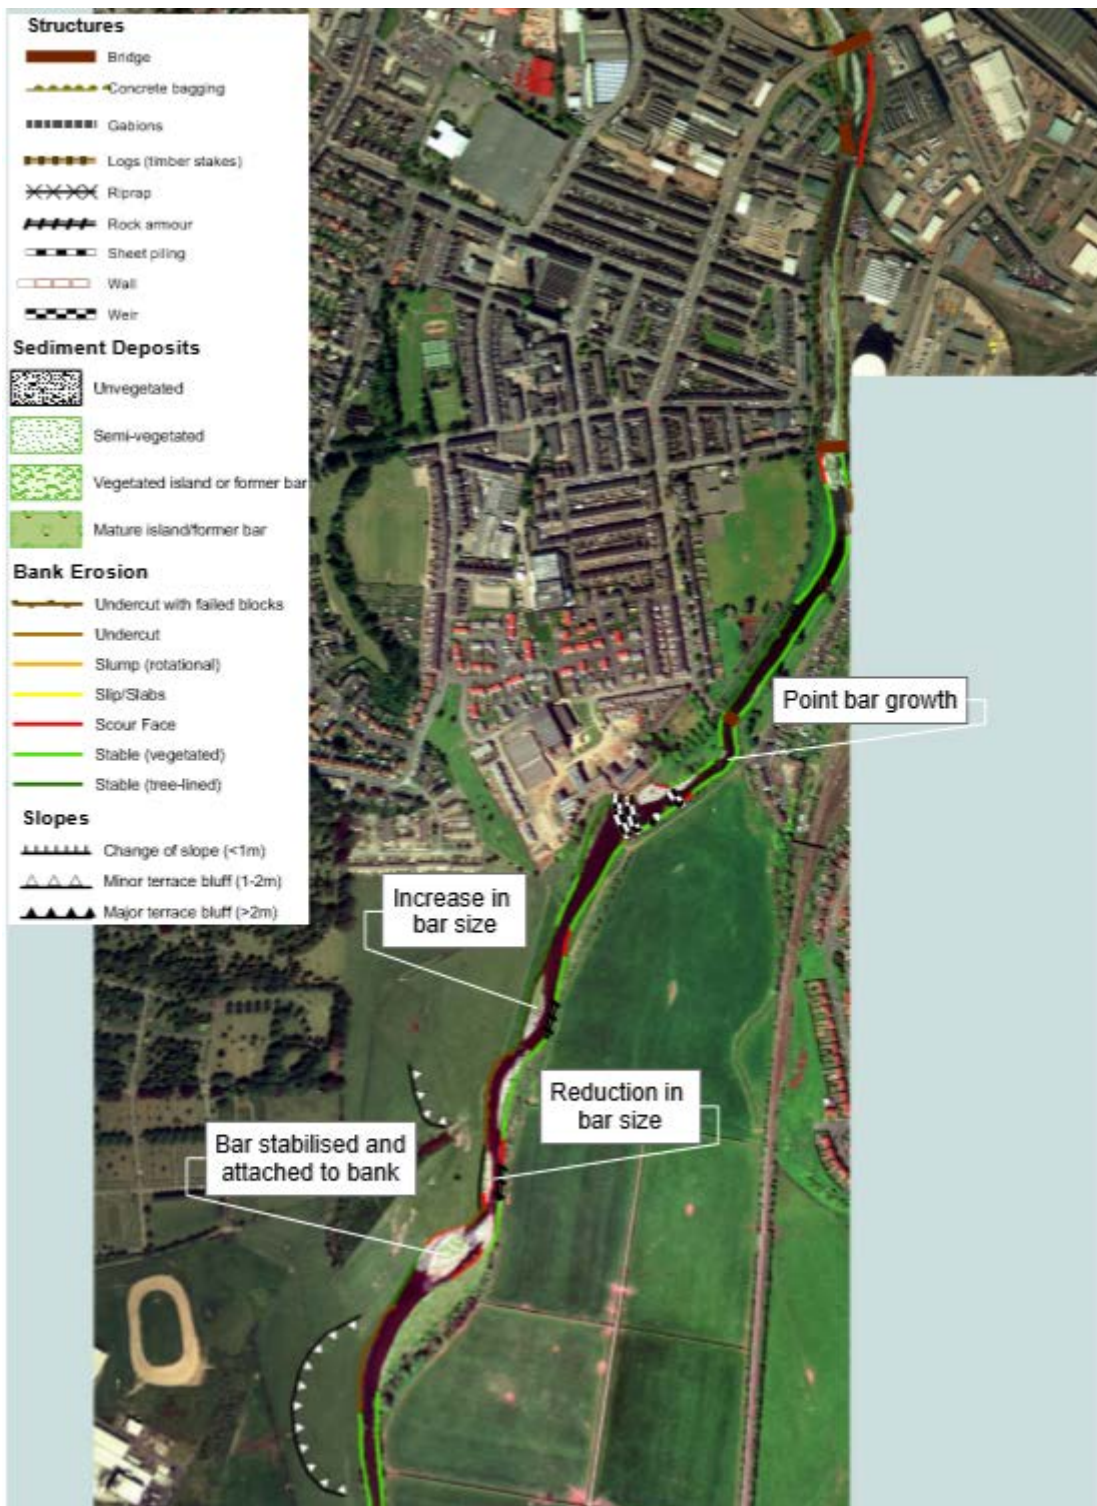 Structures
Bridge
Concrete bagging
Gabions
Logs (timber stakes)
Riprap
Rock armour
Sheet piling
Wall
Weir
Sediment Deposits
Unvegetated
Semi-vegetated
Vegetated island or former bar
Mature island/former bar
Bank Erosion
Undercut with failed blocks
Undercut
Slump (rotational)
Slip/Slabs
Scour Face
Stable (vegetated)
Stable (tree-lined)
Slopes
Change of slope (<1m)
Minor terrace bluff (1-2m)
Major terrace bluff (>2m)
Point bar growth
Increase in
bar size
Reduction in
bar size
Bar stabilised and
attached to bank